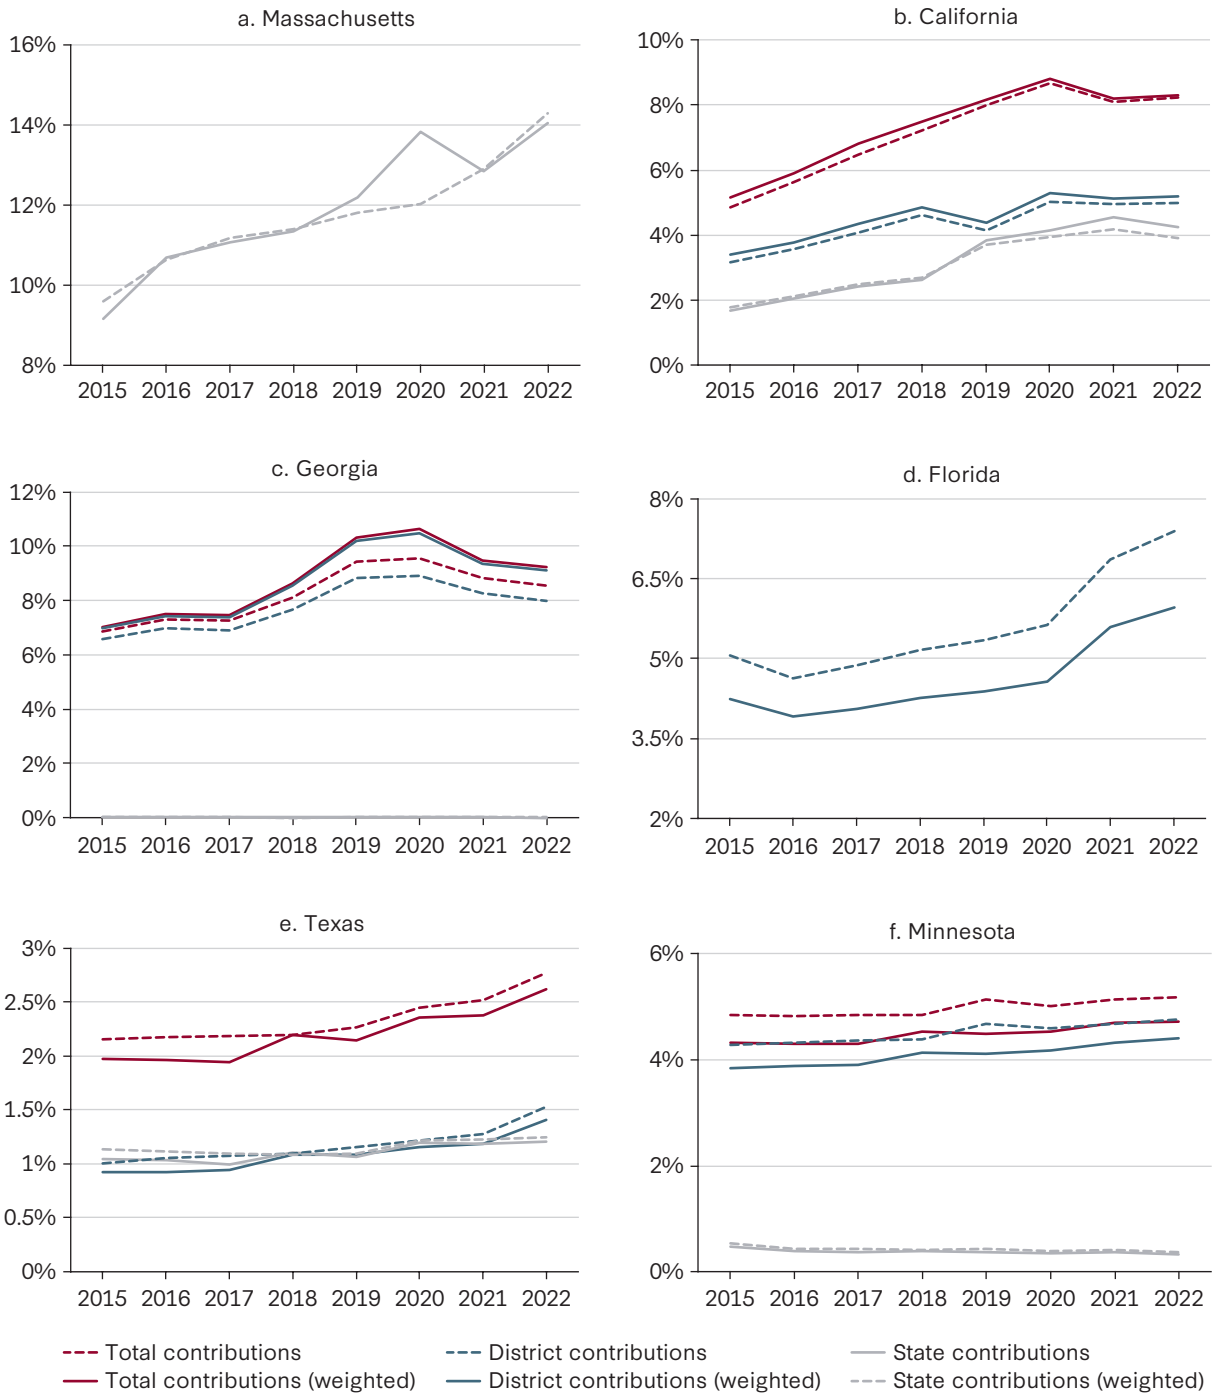 a. Massachusetts
16%
14%
12%
10%
8%
2015 2016 2017 2018 2019 2020 2021 2022
b. California
10%
8%
6%
4%
2%
0%
2015 2016 2017 2018 2019 2020 2021 2022
c. Georgia
12%
10%
8%
6%
4%
2%
0%
2015 2016 2017 2018 2019 2020 2021 2022
d. Florida
8%
6.5%
5%
3.5%
2%
2015 2016 2017 2018 2019 2020 2021 2022
e. Texas
3%
2.5%
2%
1.5%
1%
0.5%
0%
2015 2016 2017 2018 2019 2020 2021 2022
f. Minnesota
6%
4%
2%
0%
2015 2016 2017 2018 2019 2020 2021 2022
Total contributions
District contributions
State contributions
Total contributions (weighted)
District contributions (weighted)
State contributions (weighted)